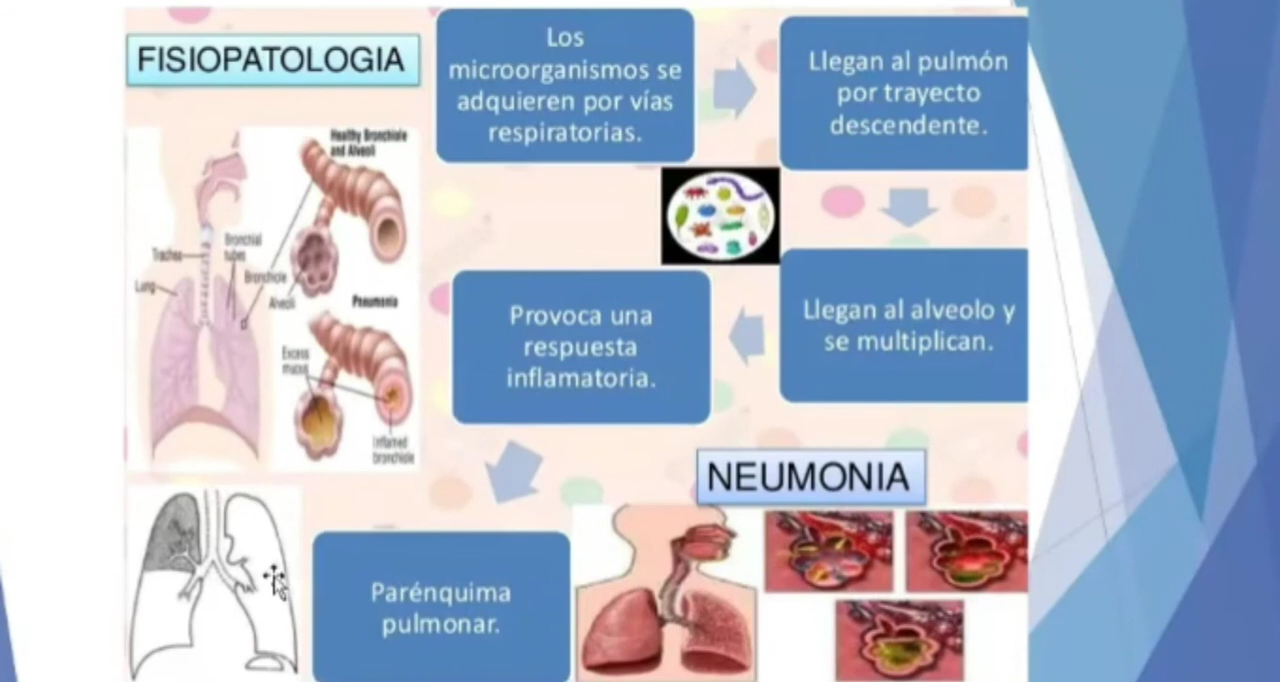 FISIOPATOLOGIA
Los
microorganismos se
adquieren por vías
respiratorias.
Llegan al pulmón
por trayecto
descendente.
Llegan al alveolo y
se multiplican.
Provoca una
respuesta
inflamatoria.
Parénquima
pulmonar.
NEUMONIA
Healthy Bronchiole
and Alveoli
Bronchial
tubes
Trachea
Bronchiole
Lung
Alveoli
Pneumonia
Excess
mucus
Inflamed
bronchiole